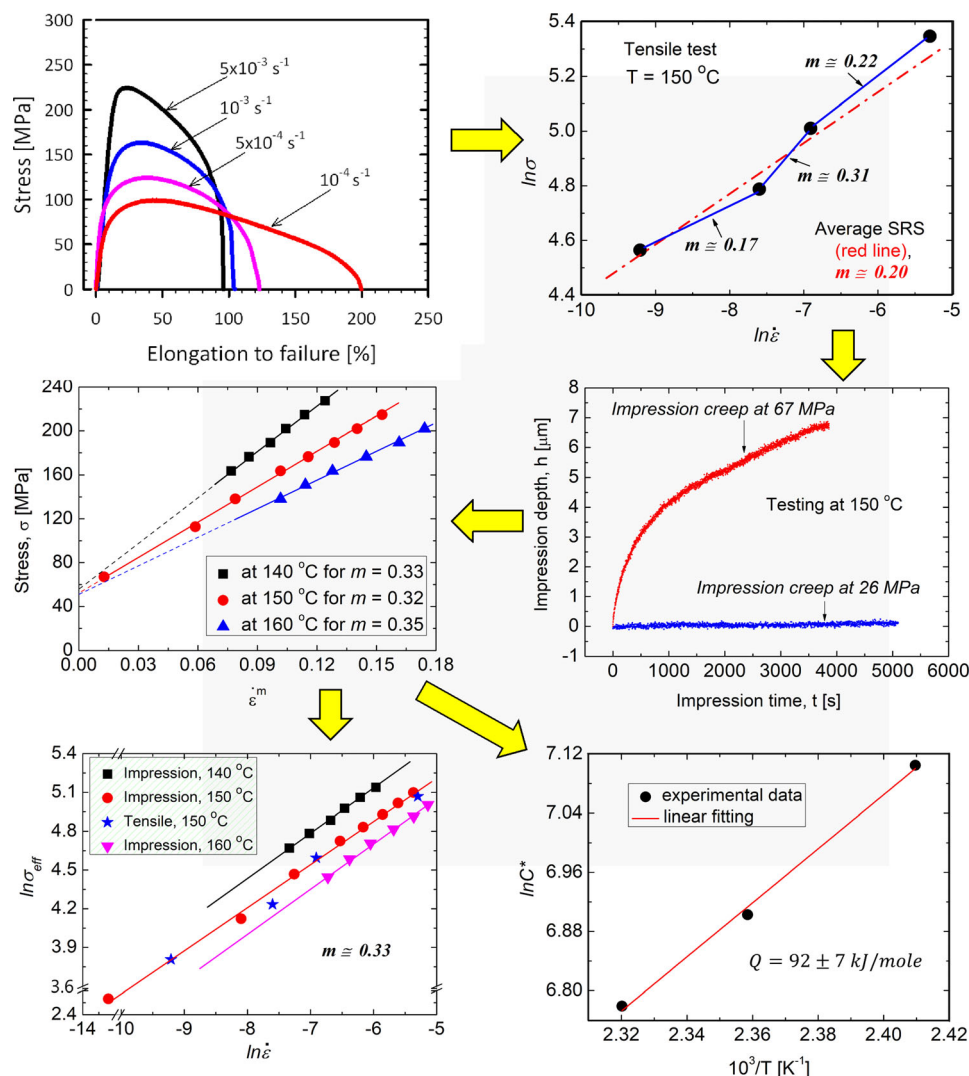 300
250
200
150
100
50
0
Stress [MPa]
5x10⁻³ s⁻¹
10⁻³ s⁻¹
5x10⁻⁴ s⁻¹
10⁻⁴ s⁻¹
0 50 100 150 200 250
Elongation to failure [%]
5.4
5.2
5.0
4.8
4.6
4.4
lnσ
Tensile test
T = 150 °C
m ≅ 0.22
m ≅ 0.31
m ≅ 0.17
Average SRS
(red line),
m ≅ 0.20
-10 -9 -8 -7 -6 -5
lnε̇
240
200
160
120
80
40
0
Stress, σ [MPa]
at 140 °C for m = 0.33
at 150 °C for m = 0.32
at 160 °C for m = 0.35
0.00 0.03 0.06 0.09 0.12 0.15 0.18
ε̇ᵐ
8
7
6
5
4
3
2
1
0
-1
Impression depth, h [μm]
Impression creep at 67 MPa
Testing at 150 °C
Impression creep at 26 MPa
0 1000 2000 3000 4000 5000 6000
Impression time, t [s]
5.4
5.1
4.8
4.5
4.2
3.9
3.6
2.4
lnσeff
Impression, 140 °C
Impression, 150 °C
Tensile, 150 °C
Impression, 160 °C
m ≅ 0.33
-14 -10 -9 -8 -7 -6 -5
lnε̇
7.12
7.04
6.96
6.88
6.80
lnC*
experimental data
linear fitting
Q = 92 ± 7 kJ/mole
2.32 2.34 2.36 2.38 2.40 2.42
10³/T [K⁻¹]